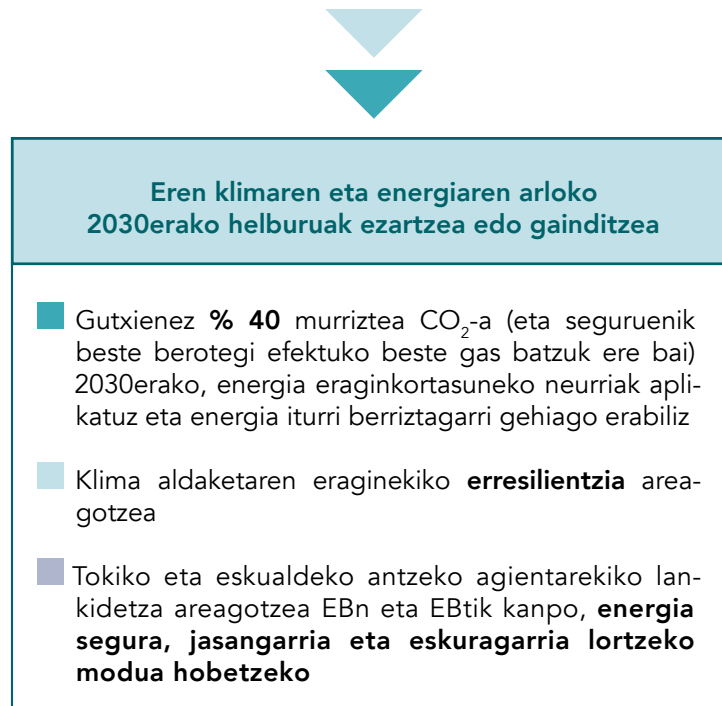 Eren klimaren eta energiaren arloko
2030erako helburuak ezartzea edo gainditzea
Gutxienez % 40 murriztea CO₂-a (eta seguruenik
beste berotegi efektuko beste gas batzuk ere bai)
2030erako, energia eraginkortasuneko neurriak apli-
katuz eta energia iturri berriztagarri gehiago erabiliz
Klima aldaketaren eraginekiko erresilientzia area-
gotzea
Tokiko eta eskualdeko antzeko agientarekiko lan-
kidetza areagotzea EBn eta EBtik kanpo, energia
segura, jasangarria eta eskuragarria lortzeko
modua hobetzeko